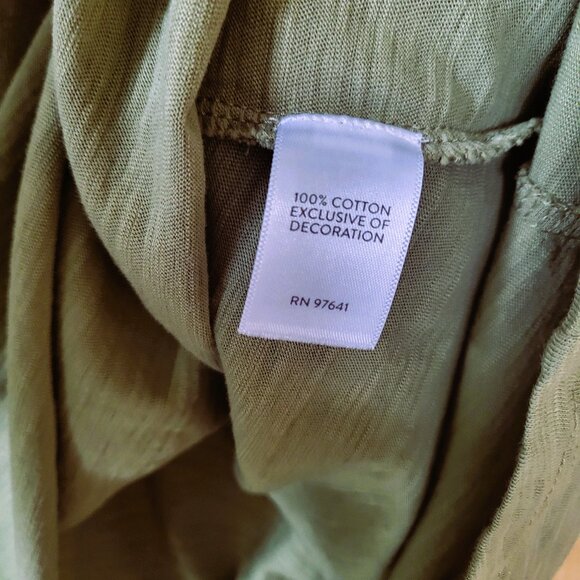 100% COTTON
EXCLUSIVE OF
DECORATION
RN 97641